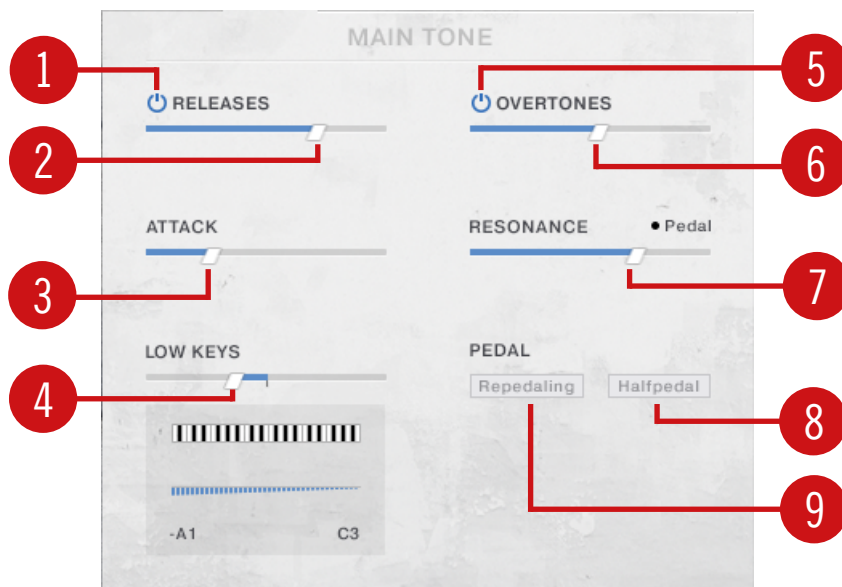 MAIN TONE
1
RELEASES
5
OVERTONES
2
6
ATTACK
RESONANCE
Pedal
3
7
LOW KEYS
PEDAL
4
Repedaling
Halfpedal
8
9
-A1
C3